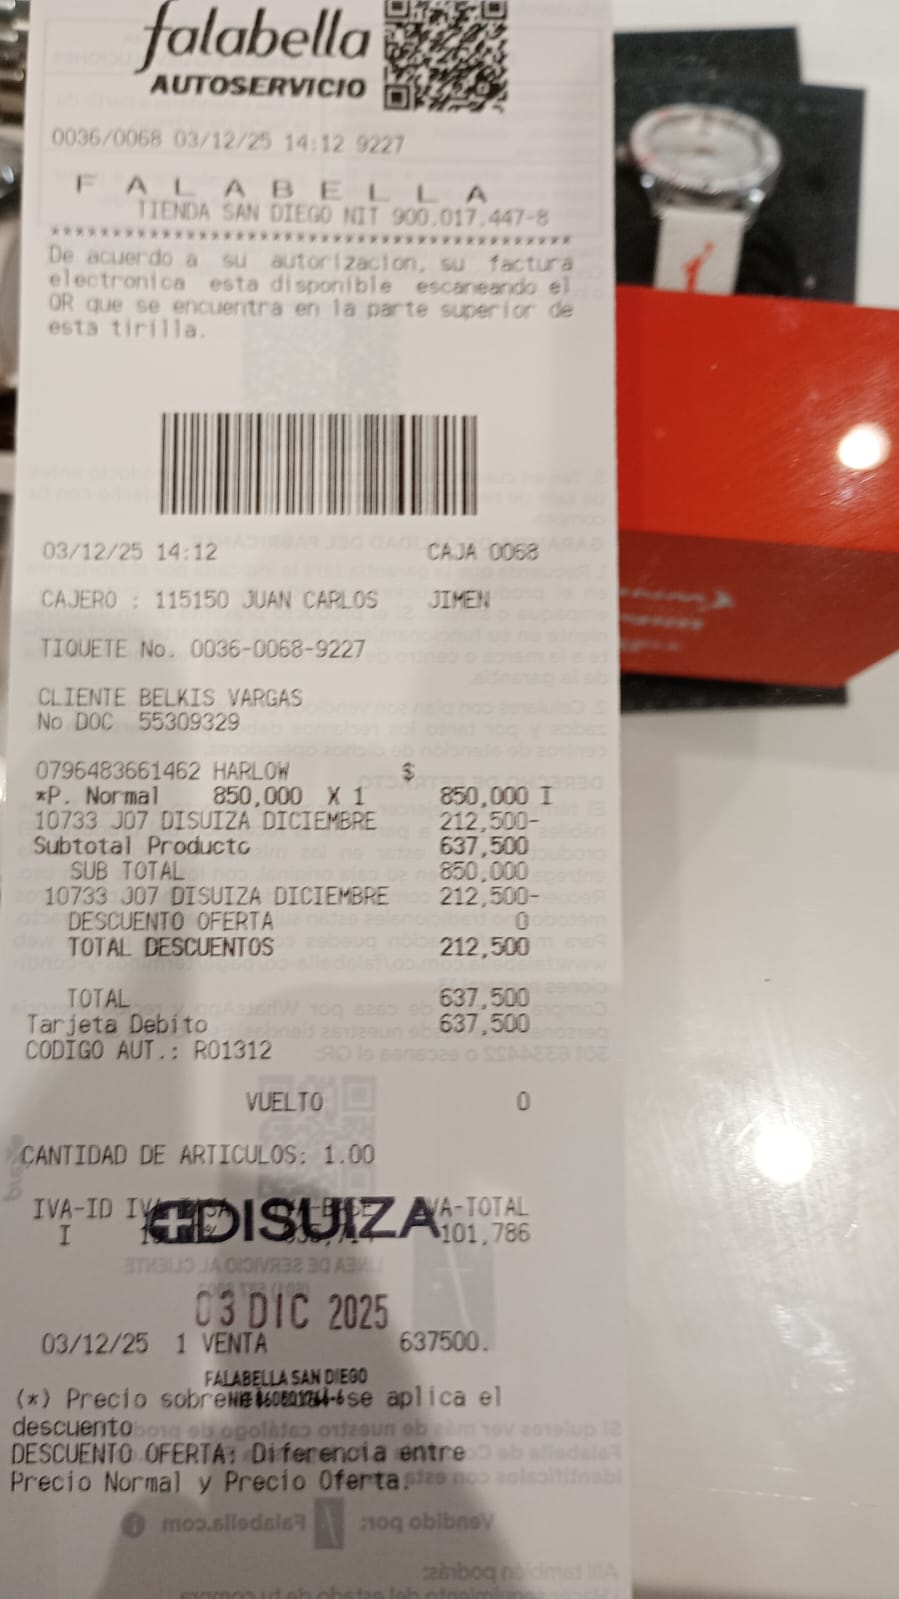 falabella
AUTOSERVICIO
0036/0068 03/12/25 14:12 9227
F A L A B E L L A
TIENDA SAN DIEGO NIT 900.017.447-8
De acuerdo a su autorizacion, su factura
electronica esta disponible escaneando el
QR que se encuentra en la parte superior de
esta tirilla.
03/12/25 14:12 CAJA 0068
CAJERO : 115150 JUAN CARLOS JIMEN
TIQUETE No. 0036-0068-9227
CLIENTE BELKIS VARGAS
No DOC 55309329
0796483661462 HARLOW $
*P. Normal 850,000 X 1 850,000 I
10733 J07 DISUIZA DICIEMBRE 212,500-
Subtotal Producto 637,500
SUB TOTAL 850,000
10733 J07 DISUIZA DICIEMBRE 212,500-
DESCUENTO OFERTA 0
TOTAL DESCUENTOS 212,500
TOTAL 637,500
Tarjeta Debito 637,500
CODIGO AUT.: R01312
VUELTO 0
CANTIDAD DE ARTICULOS: 1.00
IVA-ID IVA-TOTAL
I 101,786
DISUIZA
03 DIC 2025
03/12/25 1 VENTA 637500.
FALABELLA SAN DIEGO
(*) Precio sobre se aplica el
descuento
DESCUENTO OFERTA: Diferencia entre
Precio Normal y Precio Oferta.